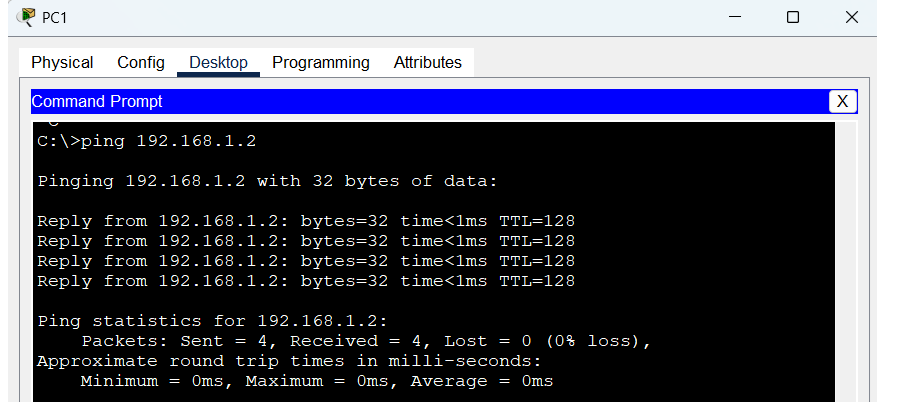 PC1
Physical Config Desktop Programming Attributes
Command Prompt X
C:\>ping 192.168.1.2
Pinging 192.168.1.2 with 32 bytes of data:
Reply from 192.168.1.2: bytes=32 time<1ms TTL=128
Reply from 192.168.1.2: bytes=32 time<1ms TTL=128
Reply from 192.168.1.2: bytes=32 time<1ms TTL=128
Reply from 192.168.1.2: bytes=32 time<1ms TTL=128
Ping statistics for 192.168.1.2:
Packets: Sent = 4, Received = 4, Lost = 0 (0% loss),
Approximate round trip times in milli-seconds:
Minimum = 0ms, Maximum = 0ms, Average = 0ms